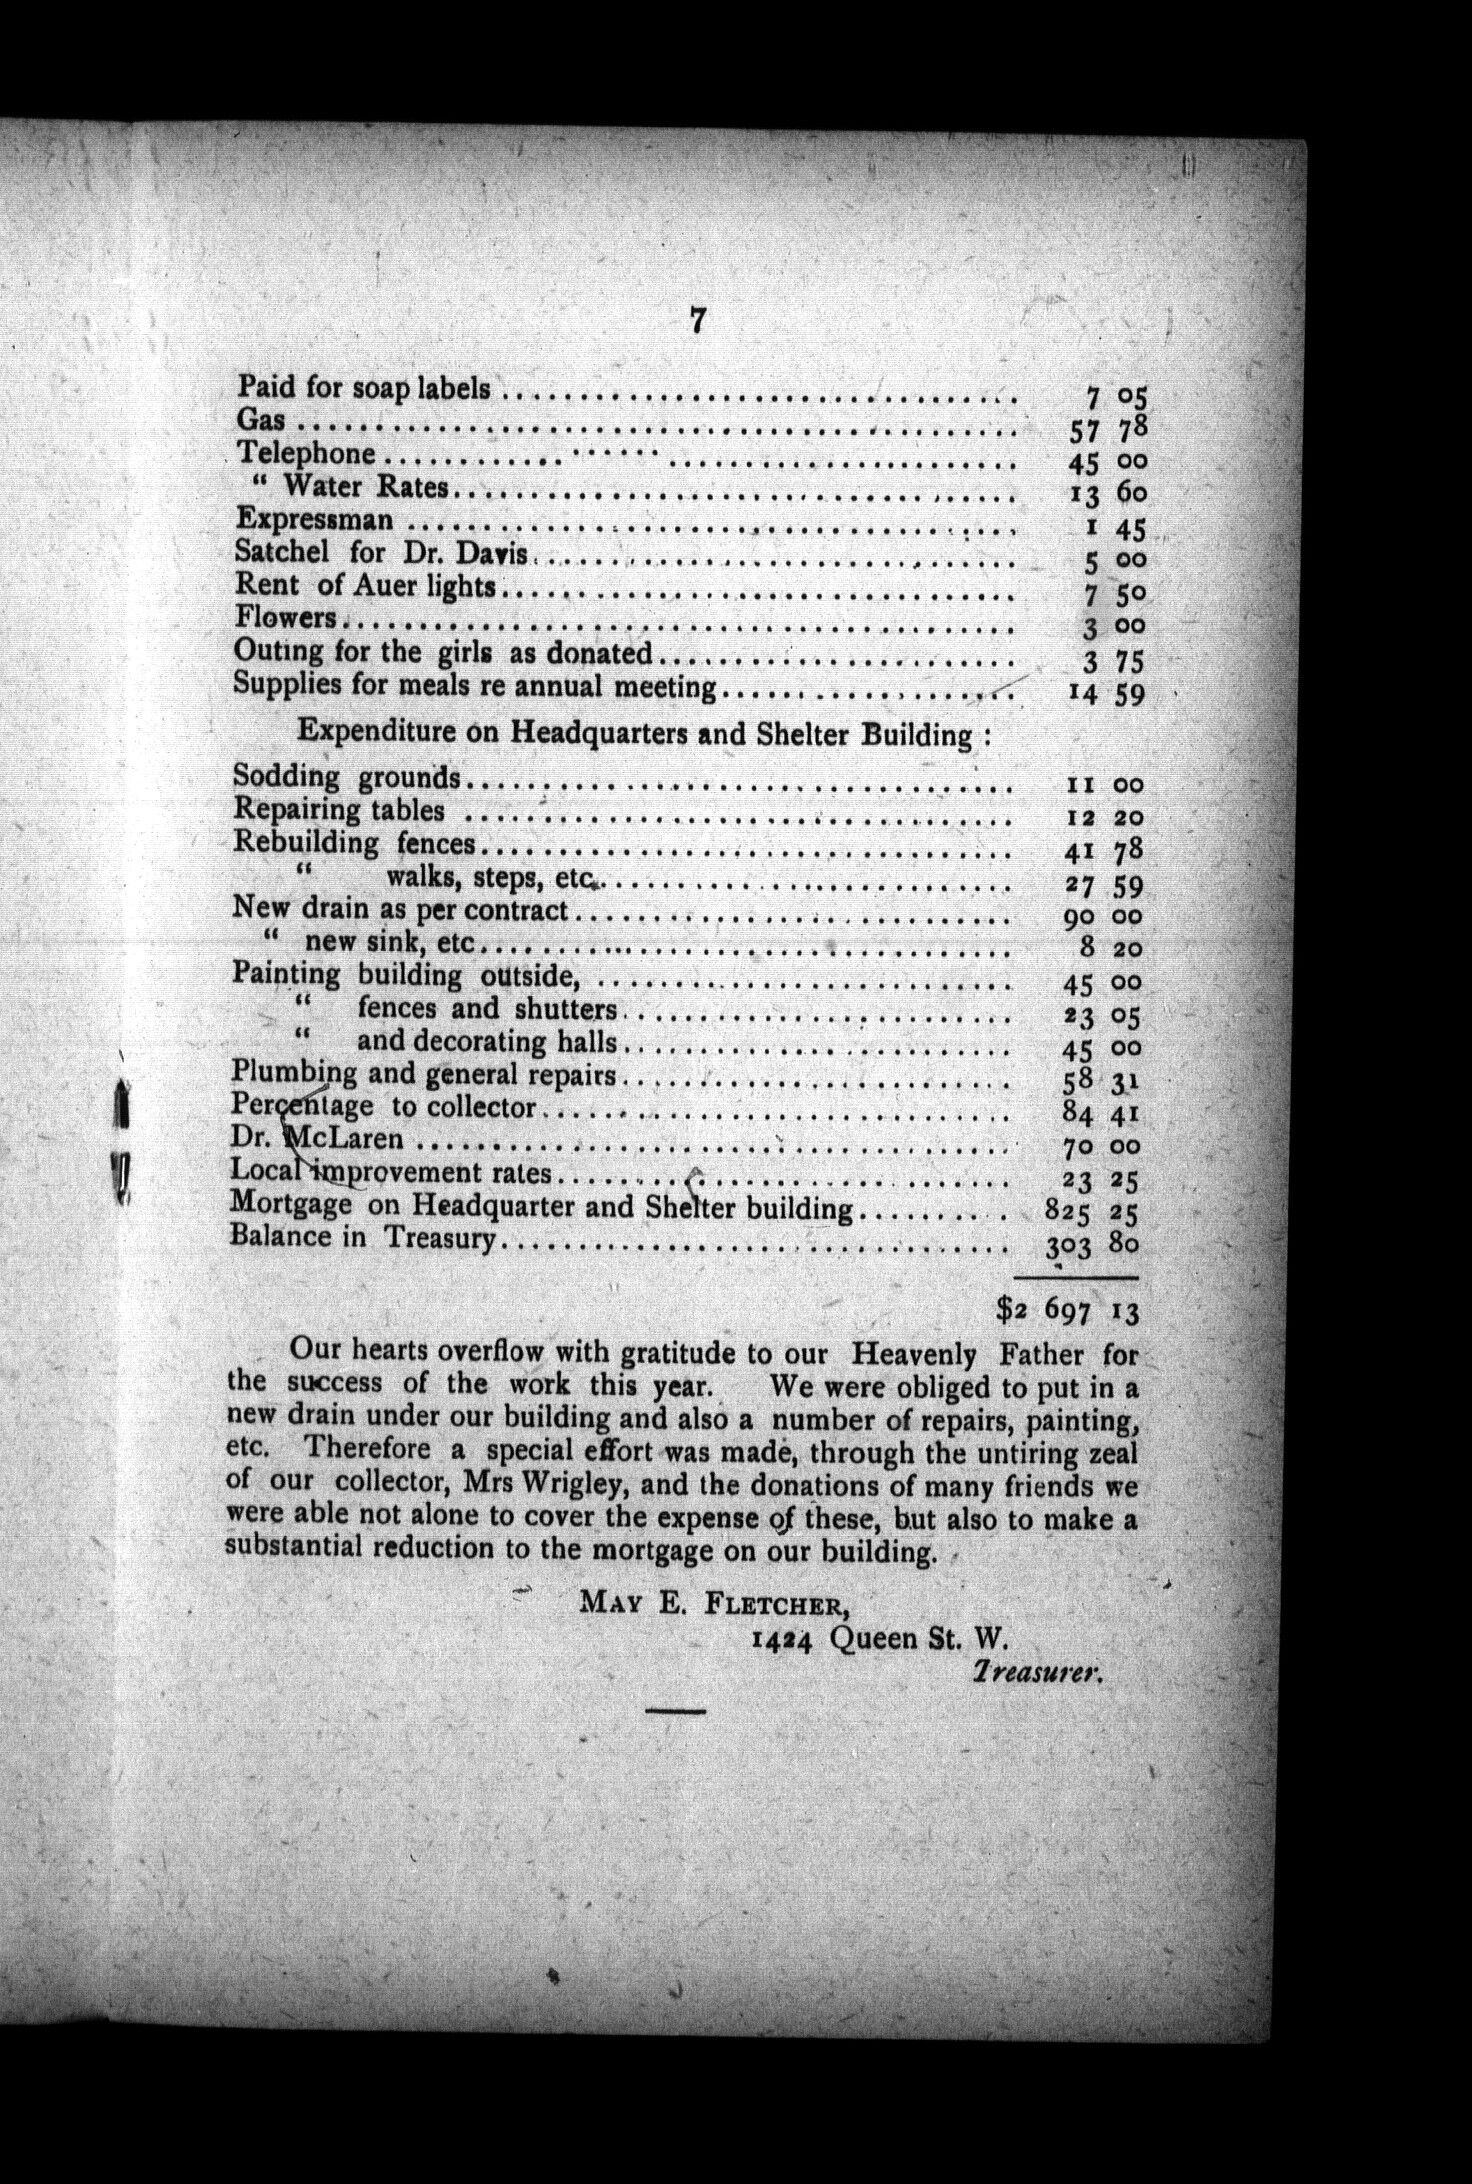 7
Paid for soap labels ................................. 7 05
Gas ............................................... 57 78
Telephone ......................................... 45 00
“ Water Rates..................................... 13 60
Expressman ........................................ 1 45
Satchel for Dr. Davis................................ 5 00
Rent of Auer lights.................................. 7 50
Flowers............................................ 3 00
Outing for the girls as donated........................ 3 75
Supplies for meals re annual meeting.................... 14 59
Expenditure on Headquarters and Shelter Building :
Sodding grounds.................................... 11 00
Repairing tables .................................... 12 20
Rebuilding fences................................... 41 78
“ walks, steps, etc............................ 27 59
New drain as per contract............................. 90 00
“ new sink, etc................................... 8 20
Painting building outside, ............................ 45 00
“ fences and shutters.......................... 23 05
“ and decorating halls.......................... 45 00
Plumbing and general repairs.......................... 58 31
Percentage to collector............................... 84 41
Dr. McLaren ....................................... 70 00
Local improvement rates.............................. 23 25
Mortgage on Headquarter and Shelter building.......... 825 25
Balance in Treasury.................................. 303 80
$2 697 13
Our hearts overflow with gratitude to our Heavenly Father for
the success of the work this year. We were obliged to put in a
new drain under our building and also a number of repairs, painting,
etc. Therefore a special effort was made, through the untiring zeal
of our collector, Mrs Wrigley, and the donations of many friends we
were able not alone to cover the expense of these, but also to make a
substantial reduction to the mortgage on our building.
MAY E. FLETCHER,
1424 Queen St. W.
Treasurer.